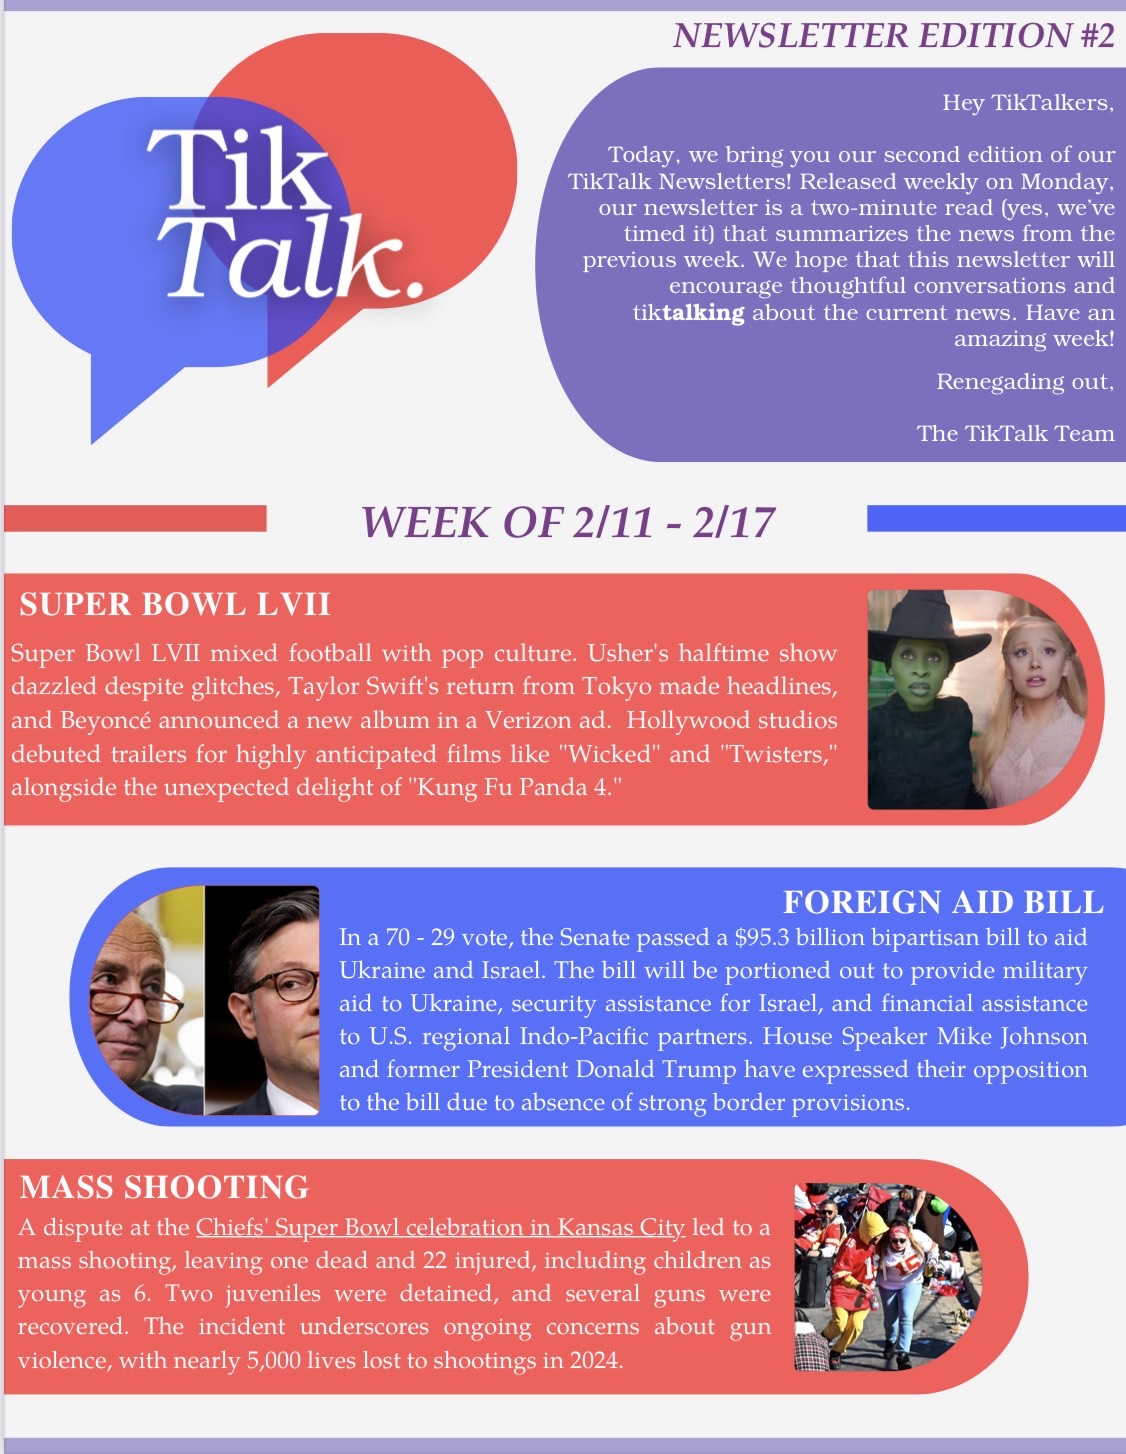 NEWSLETTER EDITION #2
Tik
Talk.
Hey TikTalkers,
Today, we bring you our second edition of our
TikTalk Newsletters! Released weekly on Monday,
our newsletter is a two-minute read (yes, we've
timed it) that summarizes the news from the
previous week. We hope that this newsletter will
encourage thoughtful conversations and
tiktalking about the current news. Have an
amazing week!
Renegading out,
The TikTalk Team
WEEK OF 2/11 - 2/17
SUPER BOWL LVII
Super Bowl LVII mixed football with pop culture. Usher's halftime show
dazzled despite glitches, Taylor Swift's return from Tokyo made headlines,
and Beyoncé announced a new album in a Verizon ad. Hollywood studios
debuted trailers for highly anticipated films like "Wicked" and "Twisters,"
alongside the unexpected delight of "Kung Fu Panda 4."
FOREIGN AID BILL
In a 70 - 29 vote, the Senate passed a $95.3 billion bipartisan bill to aid
Ukraine and Israel. The bill will be portioned out to provide military
aid to Ukraine, security assistance for Israel, and financial assistance
to U.S. regional Indo-Pacific partners. House Speaker Mike Johnson
and former President Donald Trump have expressed their opposition
to the bill due to absence of strong border provisions.
MASS SHOOTING
A dispute at the Chiefs' Super Bowl celebration in Kansas City led to a
mass shooting, leaving one dead and 22 injured, including children as
young as 6. Two juveniles were detained, and several guns were
recovered. The incident underscores ongoing concerns about gun
violence, with nearly 5,000 lives lost to shootings in 2024.